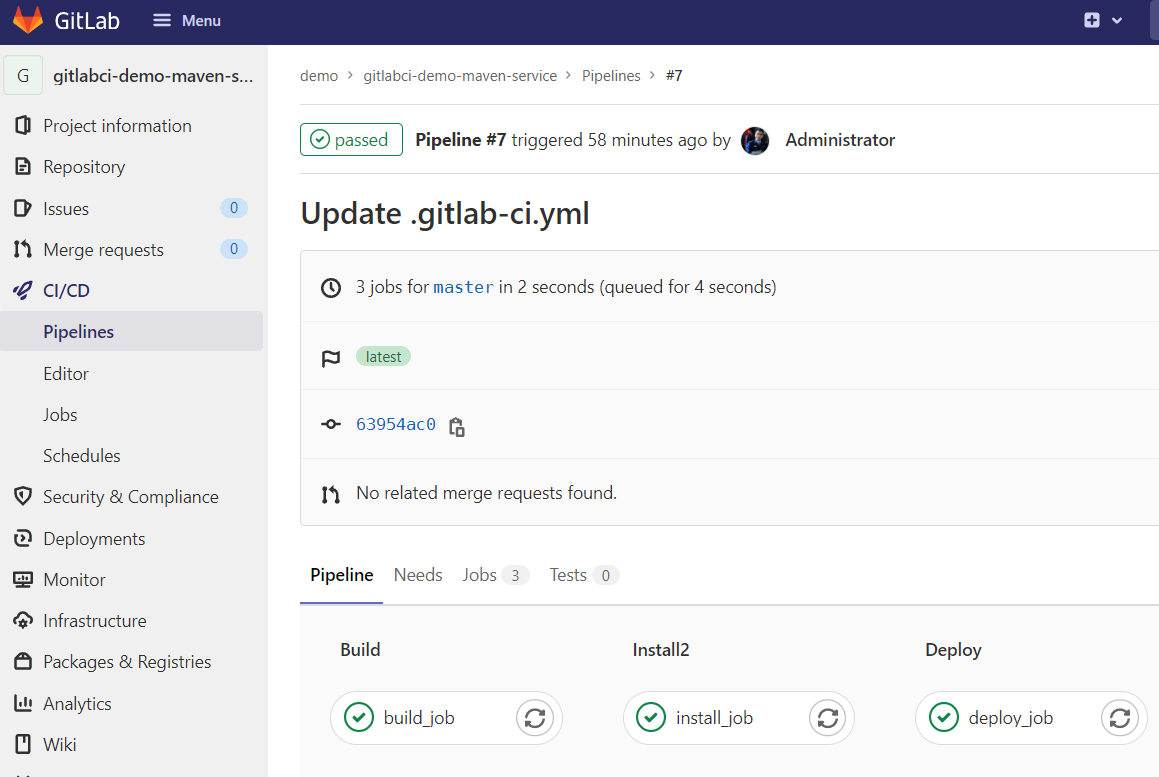 GitLab Menu
G gitlabci-demo-maven-s...
Project information
Repository
Issues 0
Merge requests 0
CI/CD
Pipelines
Editor
Jobs
Schedules
Security & Compliance
Deployments
Monitor
Infrastructure
Packages & Registries
Analytics
Wiki
demo › gitlabci-demo-maven-service › Pipelines › #7
passed Pipeline #7 triggered 58 minutes ago by Administrator
Update .gitlab-ci.yml
3 jobs for master in 2 seconds (queued for 4 seconds)
latest
63954ac0
No related merge requests found.
Pipeline Needs Jobs 3 Tests 0
Build Install2 Deploy
build_job install_job deploy_job